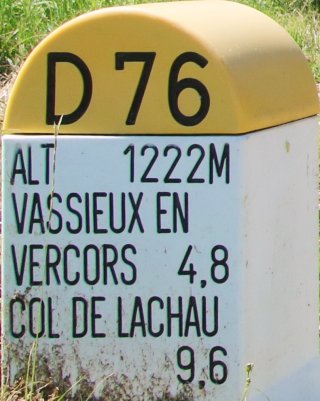 D 76
ALT 1222M
VASSIEUX EN
VERCORS 4,8
COL DE LACHAU
9,6